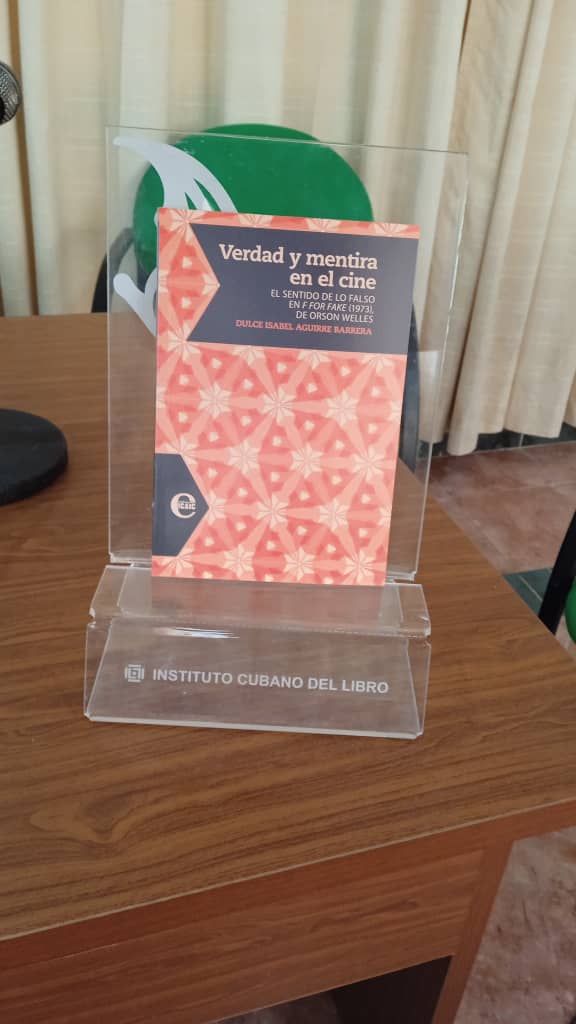 Verdad y mentira
en el cine
EL SENTIDO DE LO FALSO
EN F FOR FAKE (1973),
DE ORSON WELLES
DULCE ISABEL AGUIRRE BARRERA
e
ICAIC
INSTITUTO CUBANO DEL LIBRO